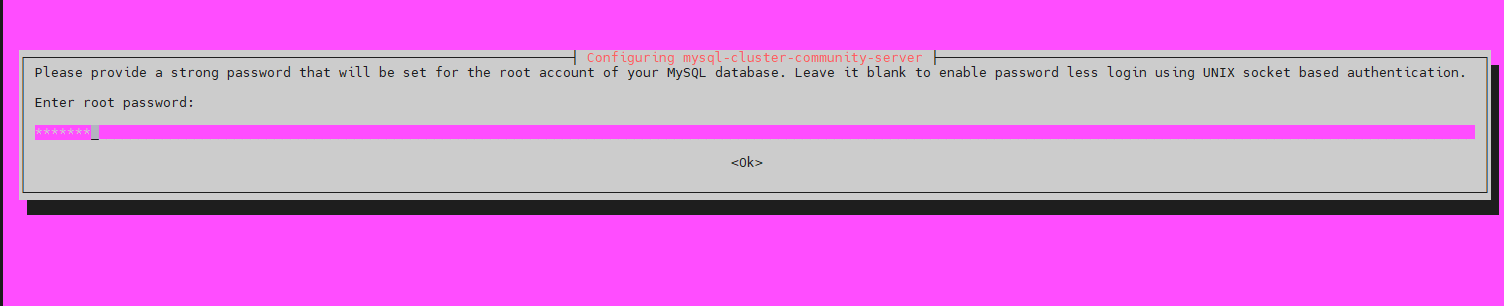 Configuring mysql-cluster-community-server
Please provide a strong password that will be set for the root account of your MySQL database. Leave it blank to enable password less login using UNIX socket based authentication.
Enter root password:
*******_
<Ok>